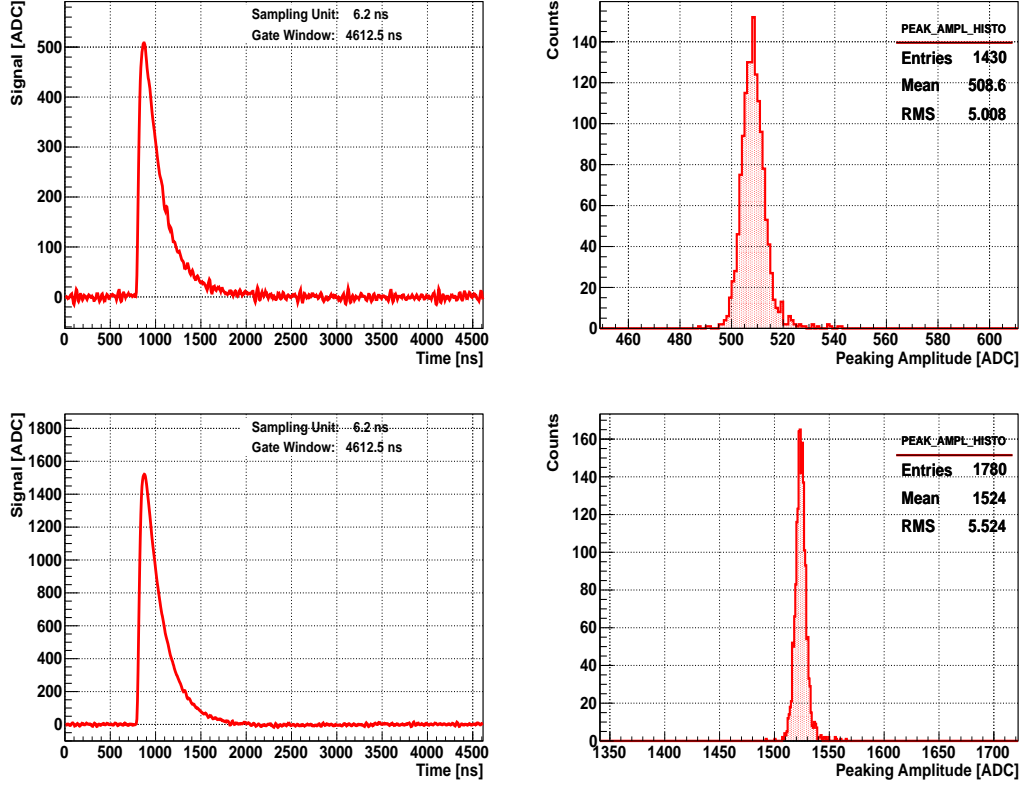 Signal [ADC]
Sampling Unit: 6.2 ns
Gate Window: 4612.5 ns
500
400
300
200
100
0
0 500 1000 1500 2000 2500 3000 3500 4000 4500
Time [ns]
Counts
PEAK_AMPL_HISTO
Entries 1430
Mean 508.6
RMS 5.008
140
120
100
80
60
40
20
0
460 480 500 520 540 560 580 600
Peaking Amplitude [ADC]
Signal [ADC]
Sampling Unit: 6.2 ns
Gate Window: 4612.5 ns
1800
1600
1400
1200
1000
800
600
400
200
0
0 500 1000 1500 2000 2500 3000 3500 4000 4500
Time [ns]
Counts
PEAK_AMPL_HISTO
Entries 1780
Mean 1524
RMS 5.524
160
140
120
100
80
60
40
20
0
1350 1400 1450 1500 1550 1600 1650 1700
Peaking Amplitude [ADC]